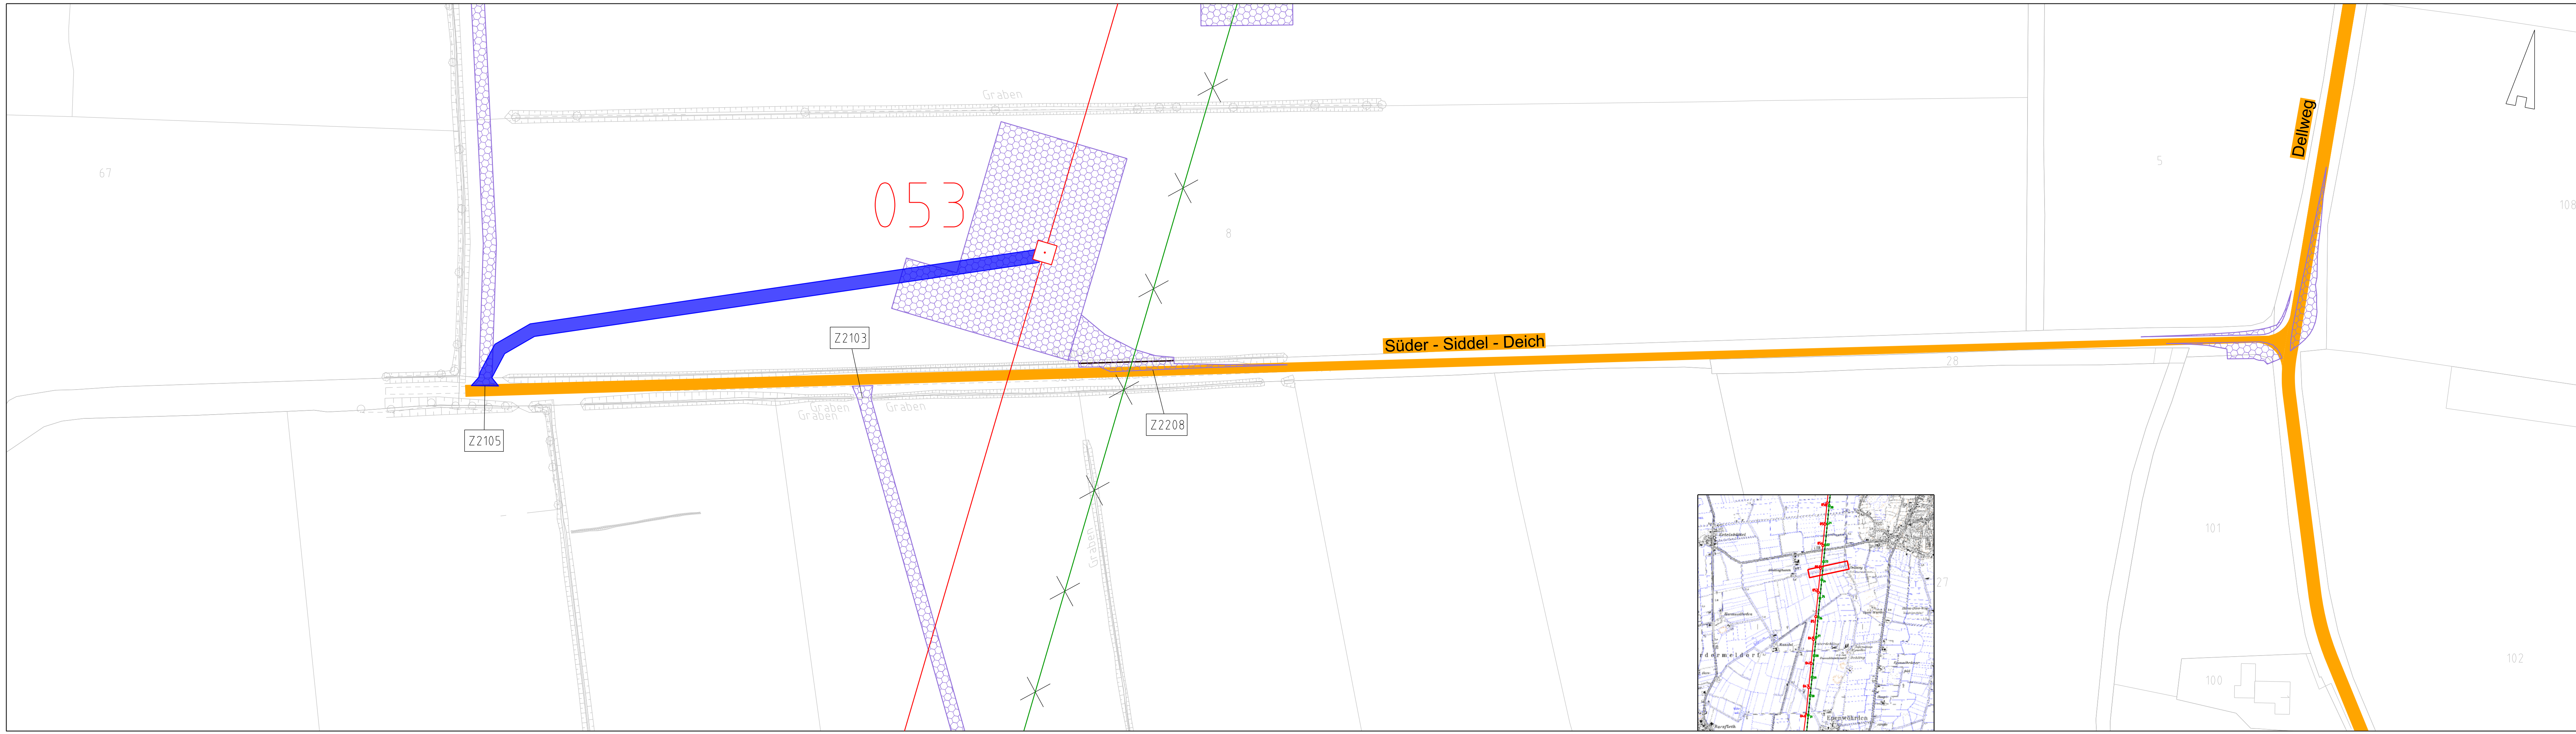 Graben
Dellweg
67
5
053
108
8
Z2103
Süder - Siddel - Deich
28
Graben
Graben
Graben
Z2208
Z2105
Graben
101
27
102
100